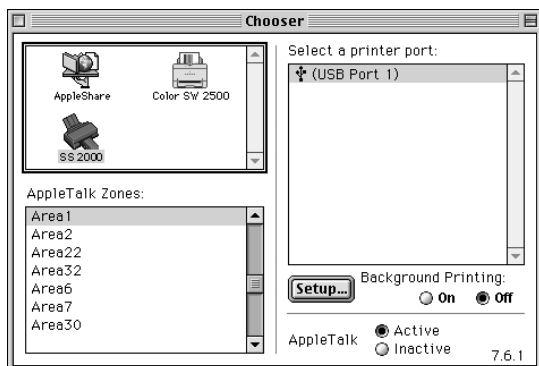 Chooser
AppleShare
Color SW 2500
SS 2000
AppleTalk Zones:
Area1
Area2
Area22
Area32
Area6
Area7
Area30
Select a printer port:
(USB Port 1)
Setup...
Background Printing:
On Off
AppleTalk
Active
Inactive
7.6.1